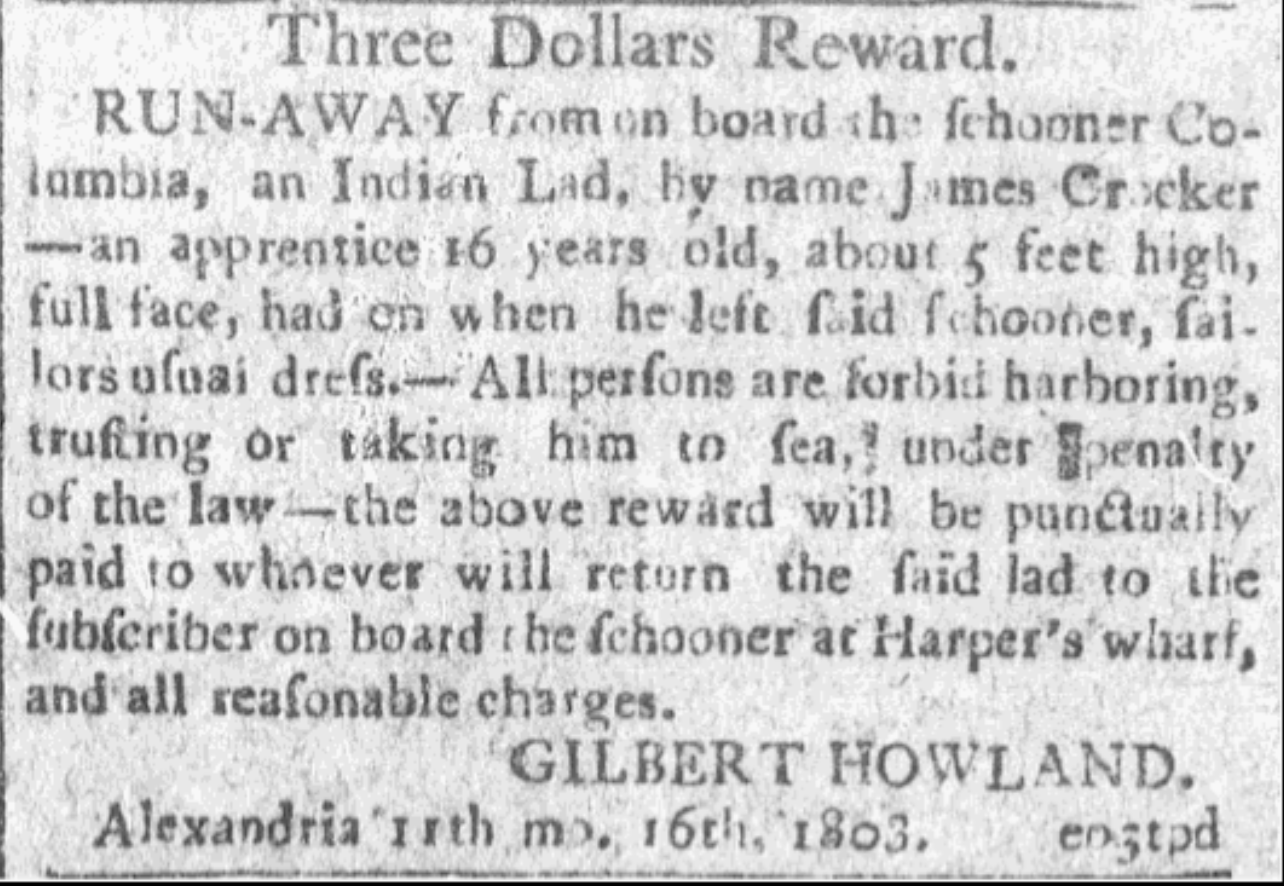 Three Dollars Reward.
RUN-AWAY from on board the ſchooner Co-
lumbia, an Indian Lad, by name James Crocker
—an apprentice 16 years old, about 5 feet high,
full face, had on when he left ſaid ſchooner, ſai-
lors uſual dreſs.— All perſons are forbid harboring,
truſting or taking him to ſea, under penalty
of the law—the above reward will be punctually
paid to whoever will return the ſaid lad to the
ſubſcriber on board the ſchooner at Harper's wharf,
and all reaſonable charges.
GILBERT HOWLAND.
Alexandria 11th mo. 16th, 1803. eo3tpd